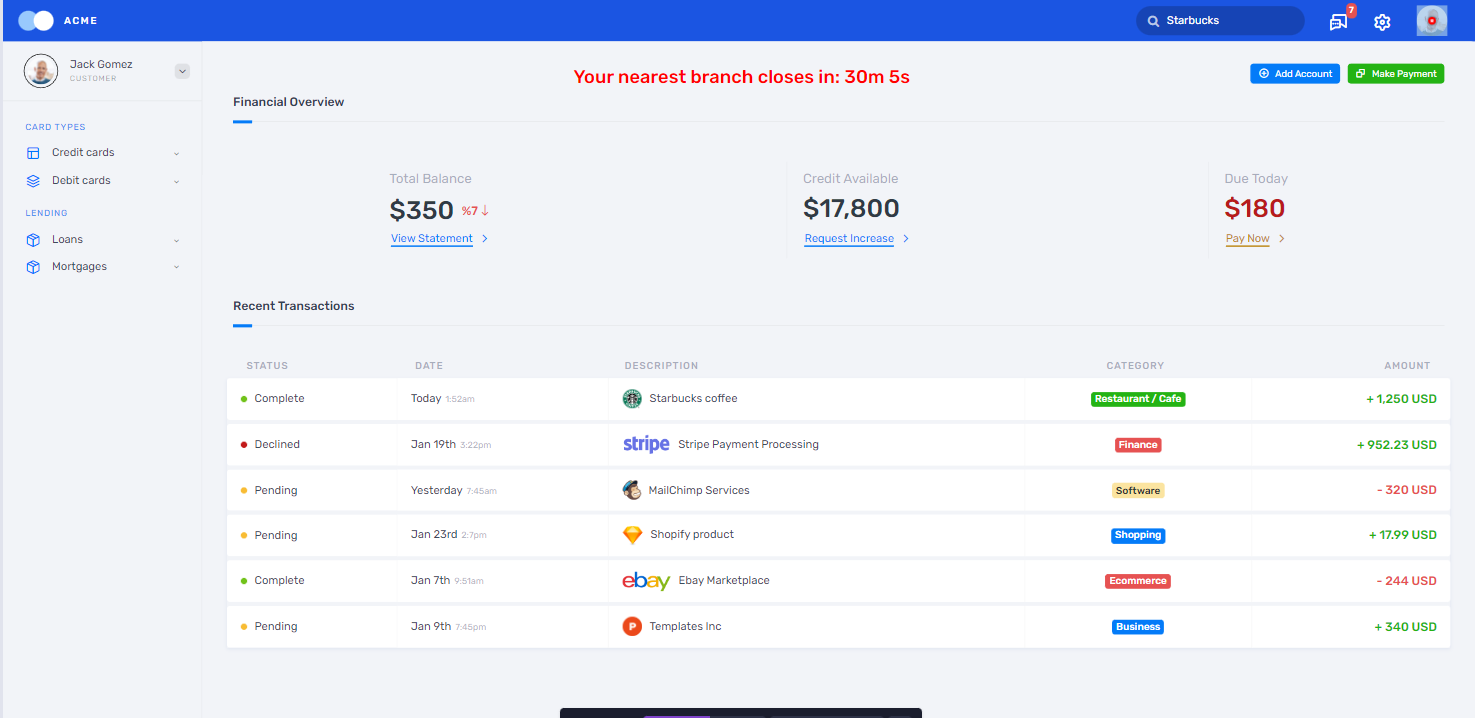 ACME
Starbucks
7
Jack Gomez
CUSTOMER
Your nearest branch closes in: 30m 5s
Add Account
Make Payment
Financial Overview
CARD TYPES
Credit cards
Debit cards
LENDING
Loans
Mortgages
Total Balance
$350 %7
View Statement
Credit Available
$17,800
Request Increase
Due Today
$180
Pay Now
Recent Transactions
STATUS DATE DESCRIPTION CATEGORY AMOUNT
Complete Today 1:52am Starbucks coffee Restaurant / Cafe + 1,250 USD
Declined Jan 19th 3:22pm stripe Stripe Payment Processing Finance + 952.23 USD
Pending Yesterday 7:45am MailChimp Services Software - 320 USD
Pending Jan 23rd 2:7pm Shopify product Shopping + 17.99 USD
Complete Jan 7th 9:51am ebay Ebay Marketplace Ecommerce - 244 USD
Pending Jan 9th 7:45pm P Templates Inc Business + 340 USD